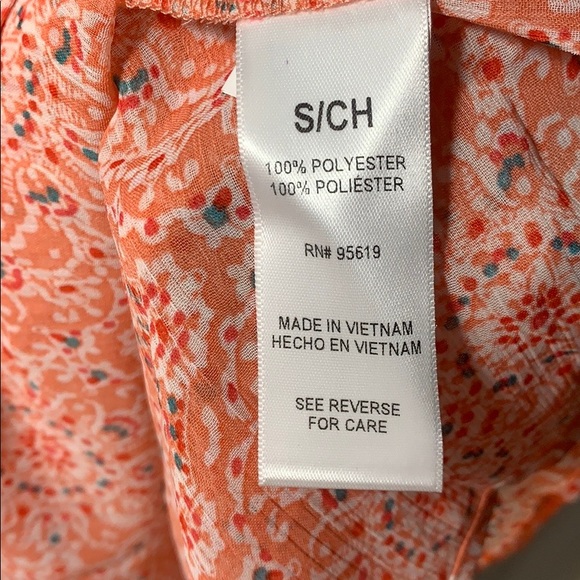 S/CH
100% POLYESTER
100% POLIÉSTER
RN# 95619
MADE IN VIETNAM
HECHO EN VIETNAM
SEE REVERSE
FOR CARE